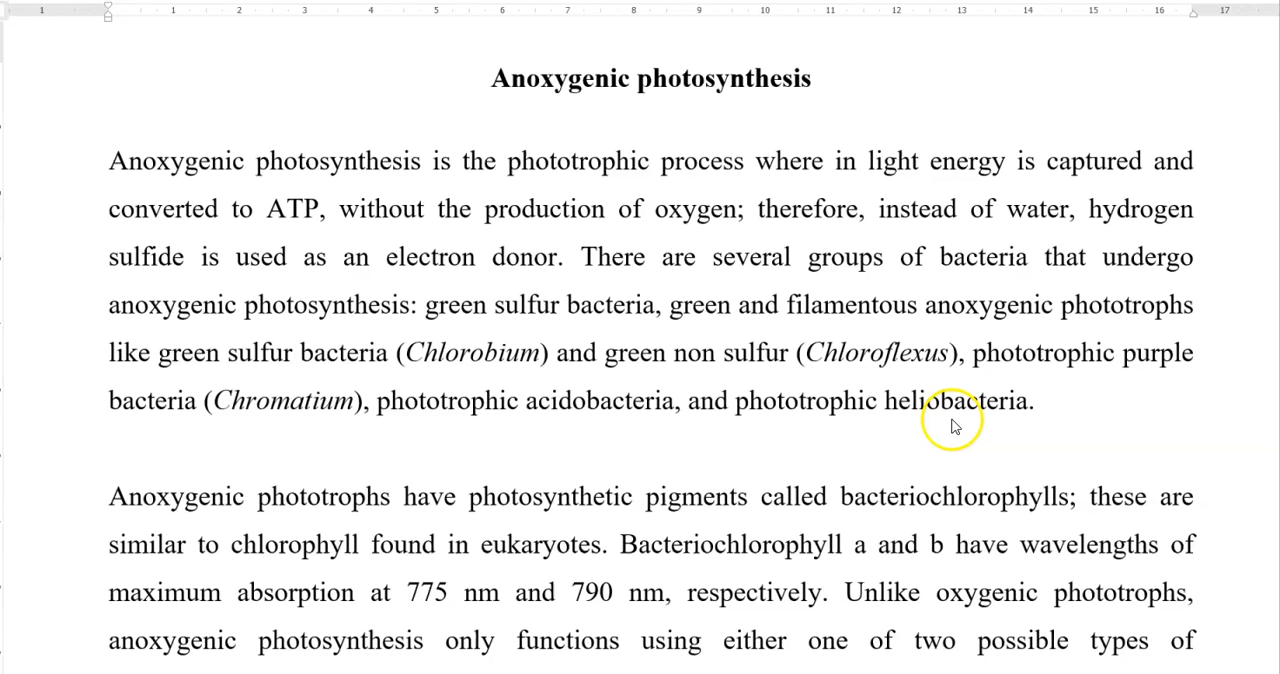 1 1 2 3 4 5 6 7 8 9 10 11 12 13 14 15 16 17
Anoxygenic photosynthesis
Anoxygenic photosynthesis is the phototrophic process where in light energy is captured and
converted to ATP, without the production of oxygen; therefore, instead of water, hydrogen
sulfide is used as an electron donor. There are several groups of bacteria that undergo
anoxygenic photosynthesis: green sulfur bacteria, green and filamentous anoxygenic phototrophs
like green sulfur bacteria (Chlorobium) and green non sulfur (Chloroflexus), phototrophic purple
bacteria (Chromatium), phototrophic acidobacteria, and phototrophic heliobacteria.
Anoxygenic phototrophs have photosynthetic pigments called bacteriochlorophylls; these are
similar to chlorophyll found in eukaryotes. Bacteriochlorophyll a and b have wavelengths of
maximum absorption at 775 nm and 790 nm, respectively. Unlike oxygenic phototrophs,
anoxygenic photosynthesis only functions using either one of two possible types of